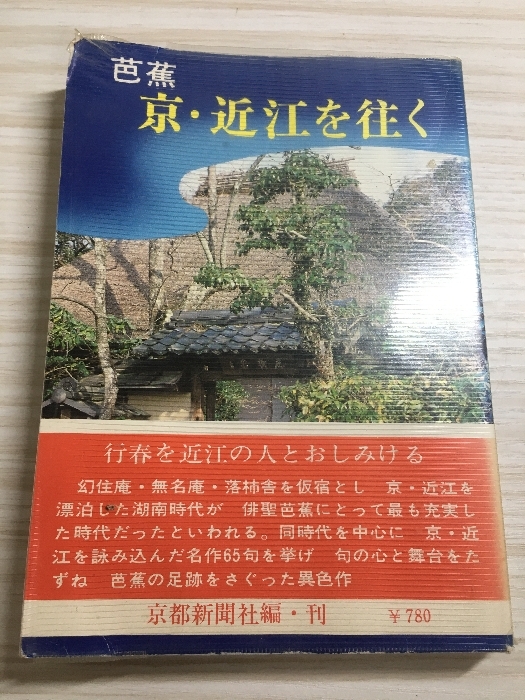 芭蕉
京・近江を往く
行春を近江の人とおしみける
幻住庵・無名庵・落柿舎を仮宿とし　京・近江を
漂泊した湖南時代が　俳聖芭蕉にとって最も充実し
た時代だったといわれる。同時代を中心に　京・近
江を詠み込んだ名作65句を挙げ　句の心と舞台をた
ずね　芭蕉の足跡をさぐった異色作
京都新聞社編・刊　￥780